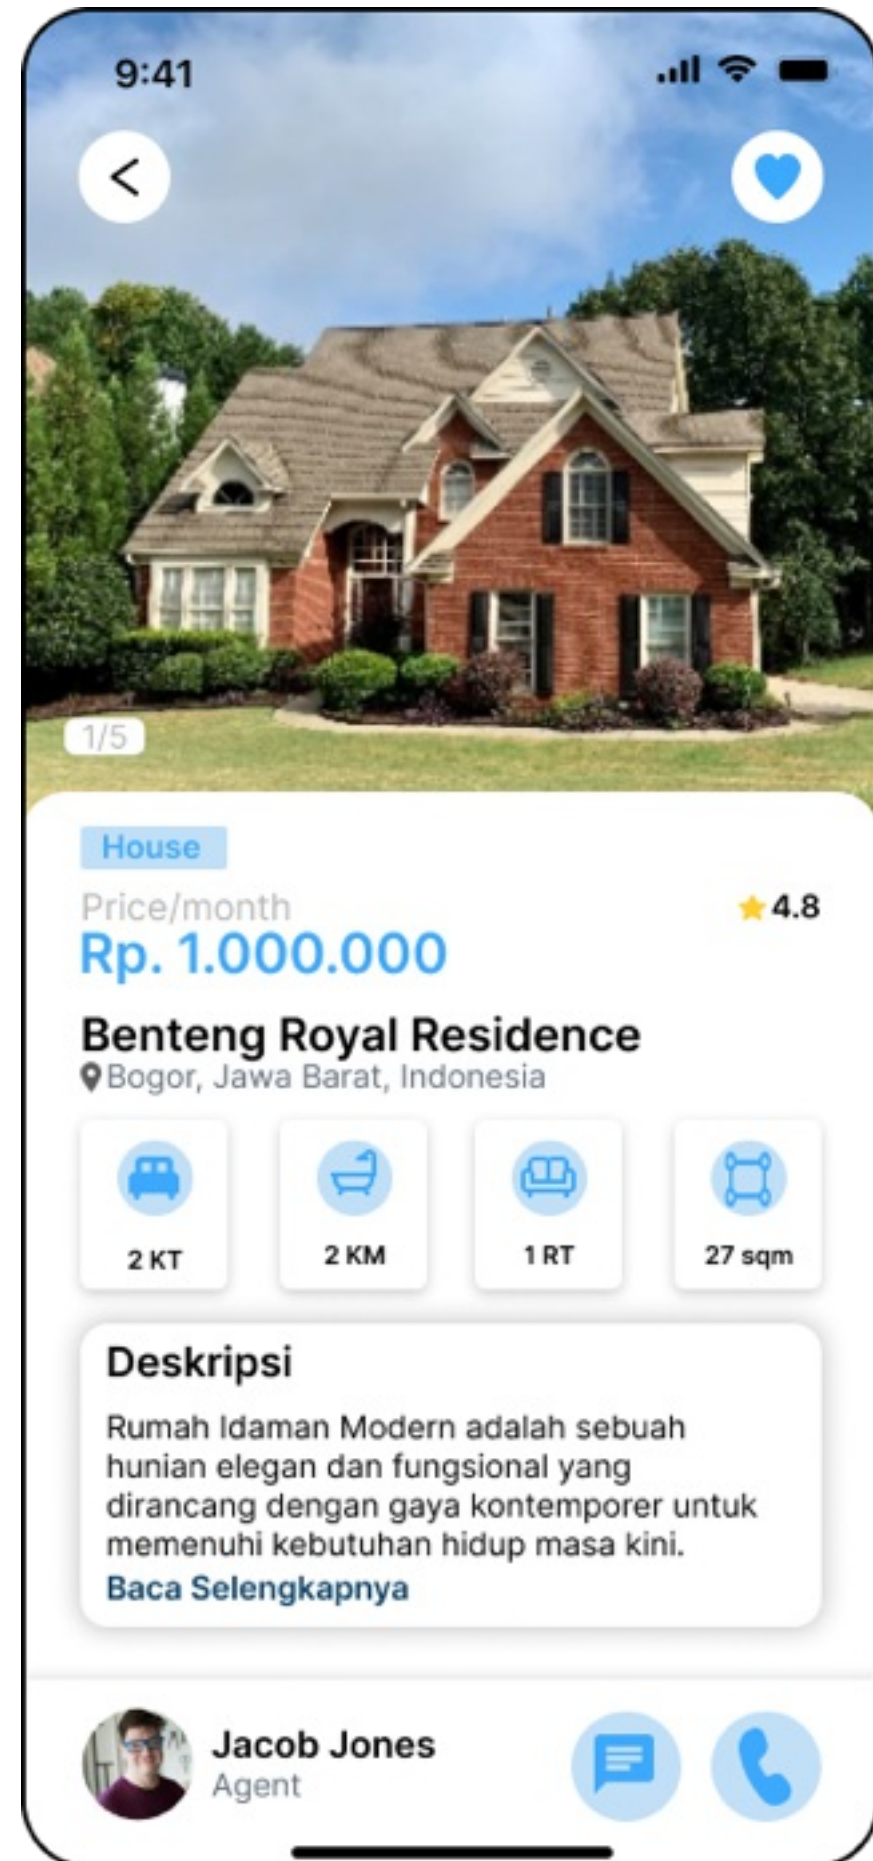 9:41
1/5
House
Price/month
4.8
Rp. 1.000.000
Benteng Royal Residence
Bogor, Jawa Barat, Indonesia
2 KT
2 KM
1 RT
27 sqm
Deskripsi
Rumah Idaman Modern adalah sebuah
hunian elegan dan fungsional yang
dirancang dengan gaya kontemporer untuk
memenuhi kebutuhan hidup masa kini.
Baca Selengkapnya
Jacob Jones
Agent